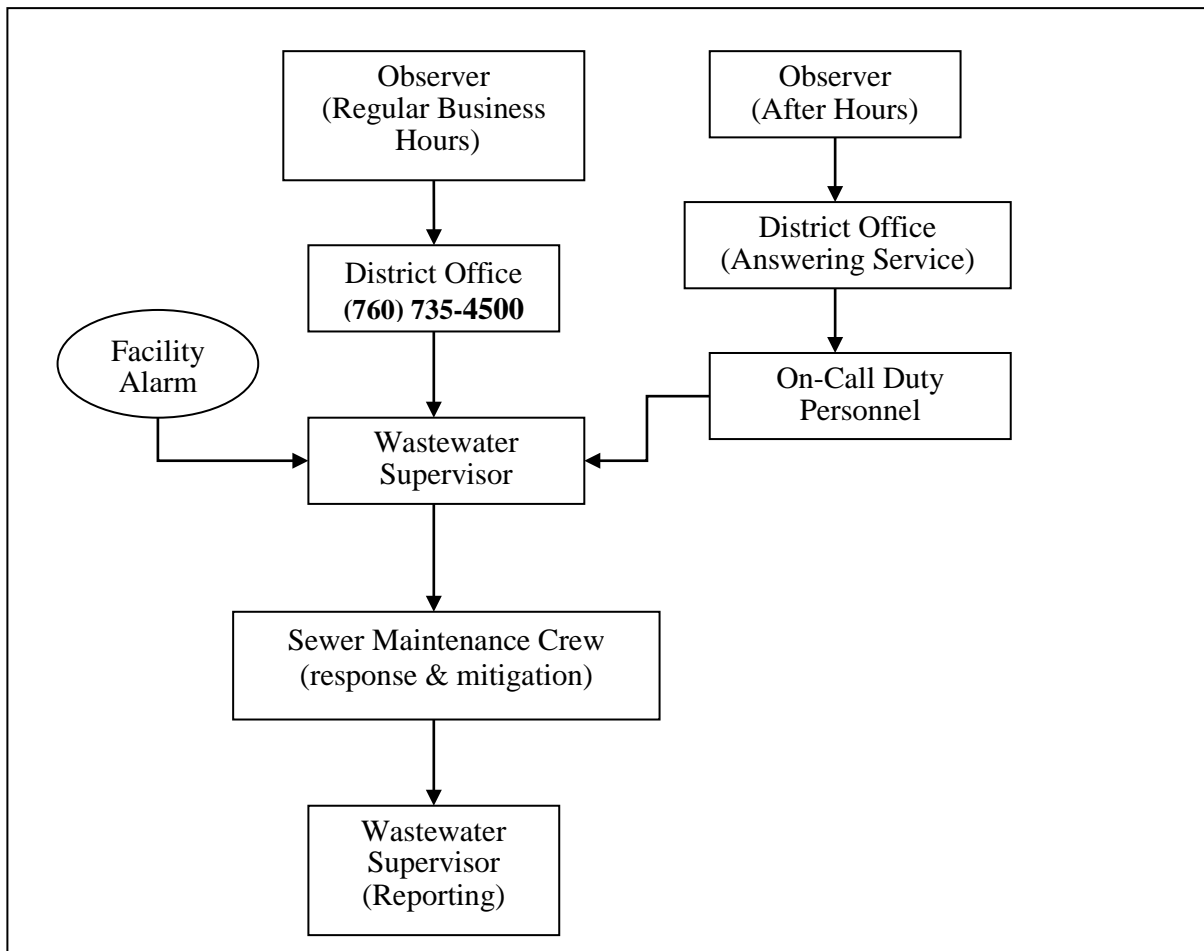 Observer
(Regular Business
Hours)
Observer
(After Hours)
District Office
(Answering Service)
District Office
(760) 735-4500
Facility
Alarm
On-Call Duty
Personnel
Wastewater
Supervisor
Sewer Maintenance Crew
(response & mitigation)
Wastewater
Supervisor
(Reporting)